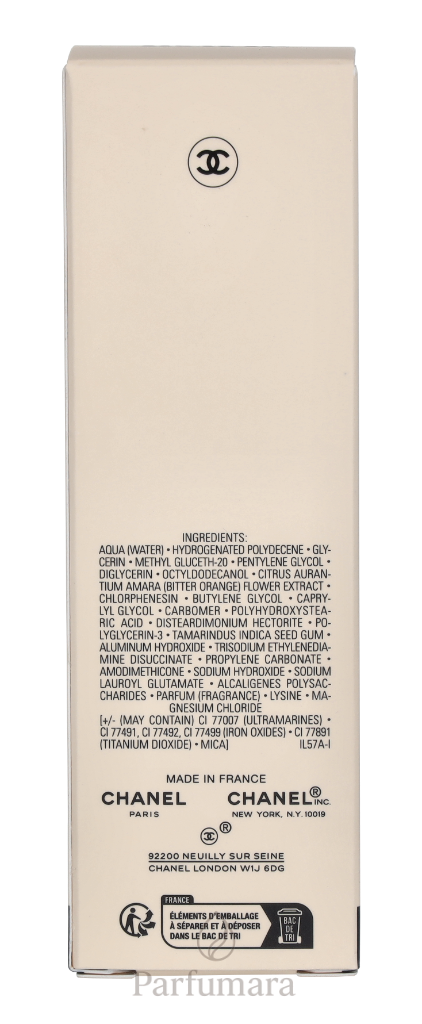 INGREDIENTS:
AQUA (WATER) • HYDROGENATED POLYDECENE • GLY-
CERIN • METHYL GLUCETH-20 • PENTYLENE GLYCOL •
DIGLYCERIN • OCTYLDODECANOL • CITRUS AURAN-
TIUM AMARA (BITTER ORANGE) FLOWER EXTRACT •
CHLORPHENESIN • BUTYLENE GLYCOL • CAPRY-
LYL GLYCOL • CARBOMER • POLYHYDROXYSTEA-
RIC ACID • DISTEARDIMONIUM HECTORITE • PO-
LYGLYCERIN-3 • TAMARINDUS INDICA SEED GUM •
ALUMINUM HYDROXIDE • TRISODIUM ETHYLENEDIA-
MINE DISUCCINATE • PROPYLENE CARBONATE •
AMODIMETHICONE • SODIUM HYDROXIDE • SODIUM
LAUROYL GLUTAMATE • ALCALIGENES POLYSAC-
CHARIDES • PARFUM (FRAGRANCE) • LYSINE • MA-
GNESIUM CHLORIDE
[+/- (MAY CONTAIN) CI 77007 (ULTRAMARINES) •
CI 77491, CI 77492, CI 77499 (IRON OXIDES) • CI 77891
(TITANIUM DIOXIDE) • MICA] IL57A-I
MADE IN FRANCE
CHANEL CHANEL® INC.
PARIS NEW YORK, N.Y. 10019
®
92200 NEUILLY SUR SEINE
CHANEL LONDON W1J 6DG
FRANCE
ÉLÉMENTS D'EMBALLAGE
À SÉPARER ET À DÉPOSER
DANS LE BAC DE TRI
BAC
DE
TRI
Parfumara